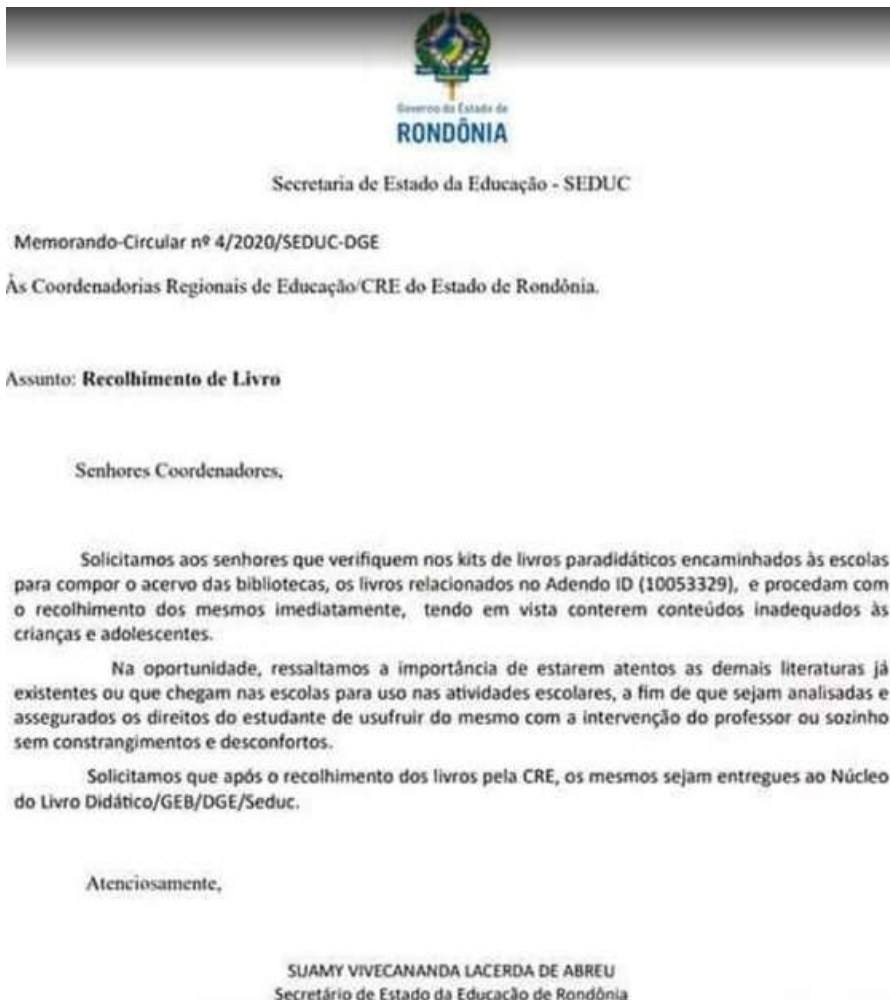 Governo do Estado de
RONDÔNIA
Secretaria de Estado da Educação - SEDUC
Memorando-Circular nº 4/2020/SEDUC-DGE
Às Coordenadorias Regionais de Educação/CRE do Estado de Rondônia.
Assunto: Recolhimento de Livro
Senhores Coordenadores,
Solicitamos aos senhores que verifiquem nos kits de livros paradidáticos encaminhados às escolas
para compor o acervo das bibliotecas, os livros relacionados no Adendo ID (10053329), e procedam com
o recolhimento dos mesmos imediatamente, tendo em vista conterem conteúdos inadequados às
crianças e adolescentes.
Na oportunidade, ressaltamos a importância de estarem atentos as demais literaturas já
existentes ou que chegam nas escolas para uso nas atividades escolares, a fim de que sejam analisadas e
assegurados os direitos do estudante de usufruir do mesmo com a intervenção do professor ou sozinho
sem constrangimentos e desconfortos.
Solicitamos que após o recolhimento dos livros pela CRE, os mesmos sejam entregues ao Núcleo
do Livro Didático/GEB/DGE/Seduc.
Atenciosamente,
SUAMY VIVECANANDA LACERDA DE ABREU
Secretário de Estado da Educação de Rondônia